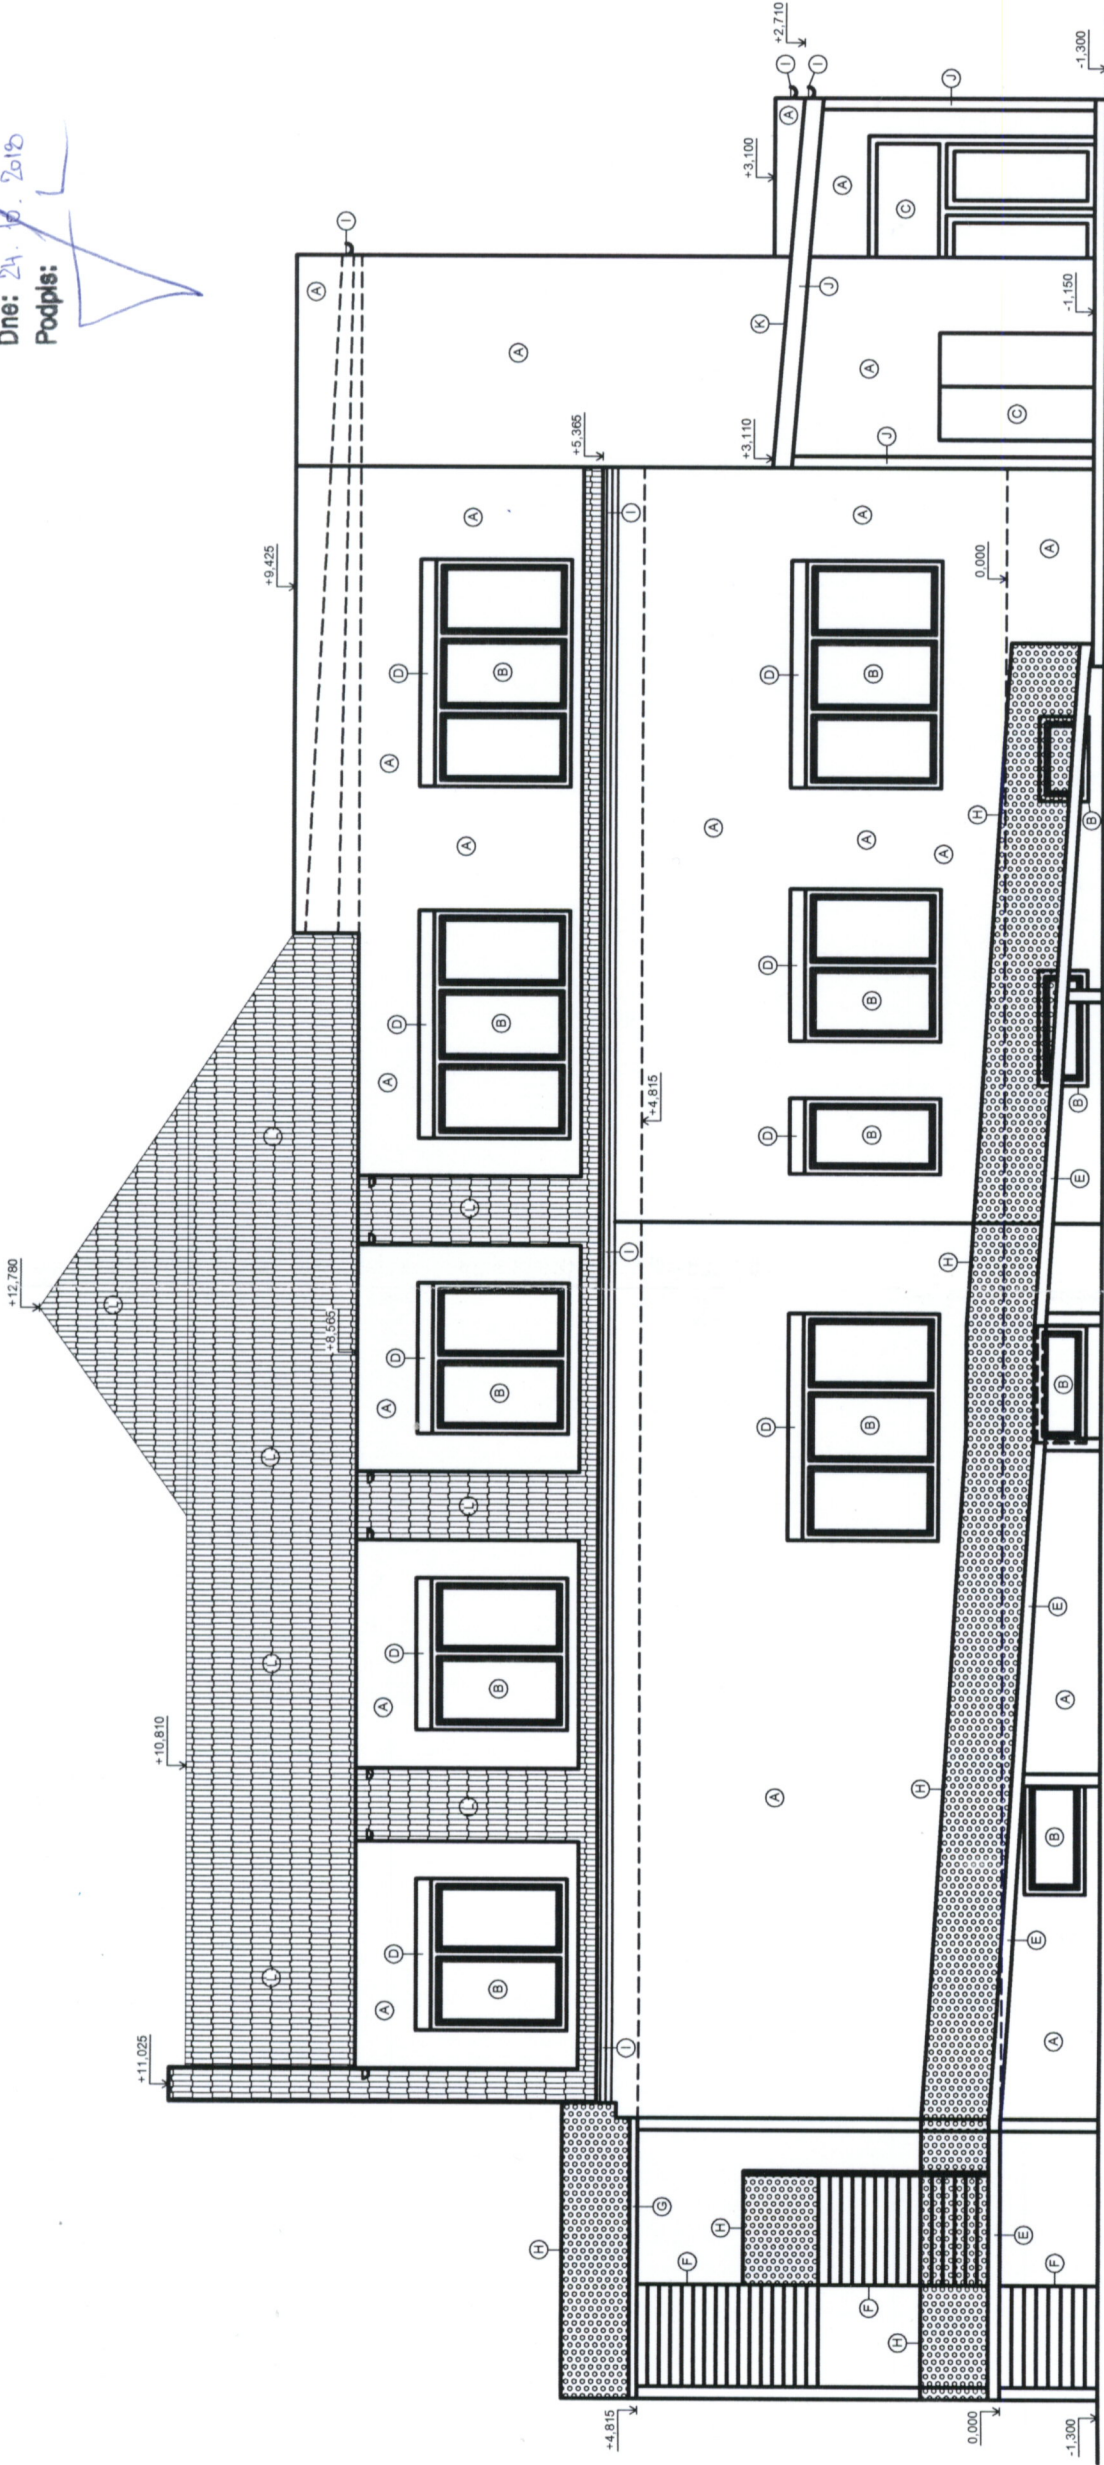 Dne: 24. 10. 2018
Podpis:
+12,780
+11,025
+10,810
+9,425
+8,565
+5,365
+4,815
+4,815
+3,110
+3,100
+2,710
0,000
0,000
-1,150
-1,300
-1,300
L
L
L
L
L
L
L
L
A
I
A
A
A
A
A
A
A
A
A
D
D
D
D
D
B
B
B
B
B
I
I
I
H
G
F
F
F
H
H
E
A
A
A
A
A
D
D
D
D
B
B
B
B
H
H
H
E
E
E
A
A
A
B
B
B
B
K
J
J
J
A
A
A
C
C
I
I